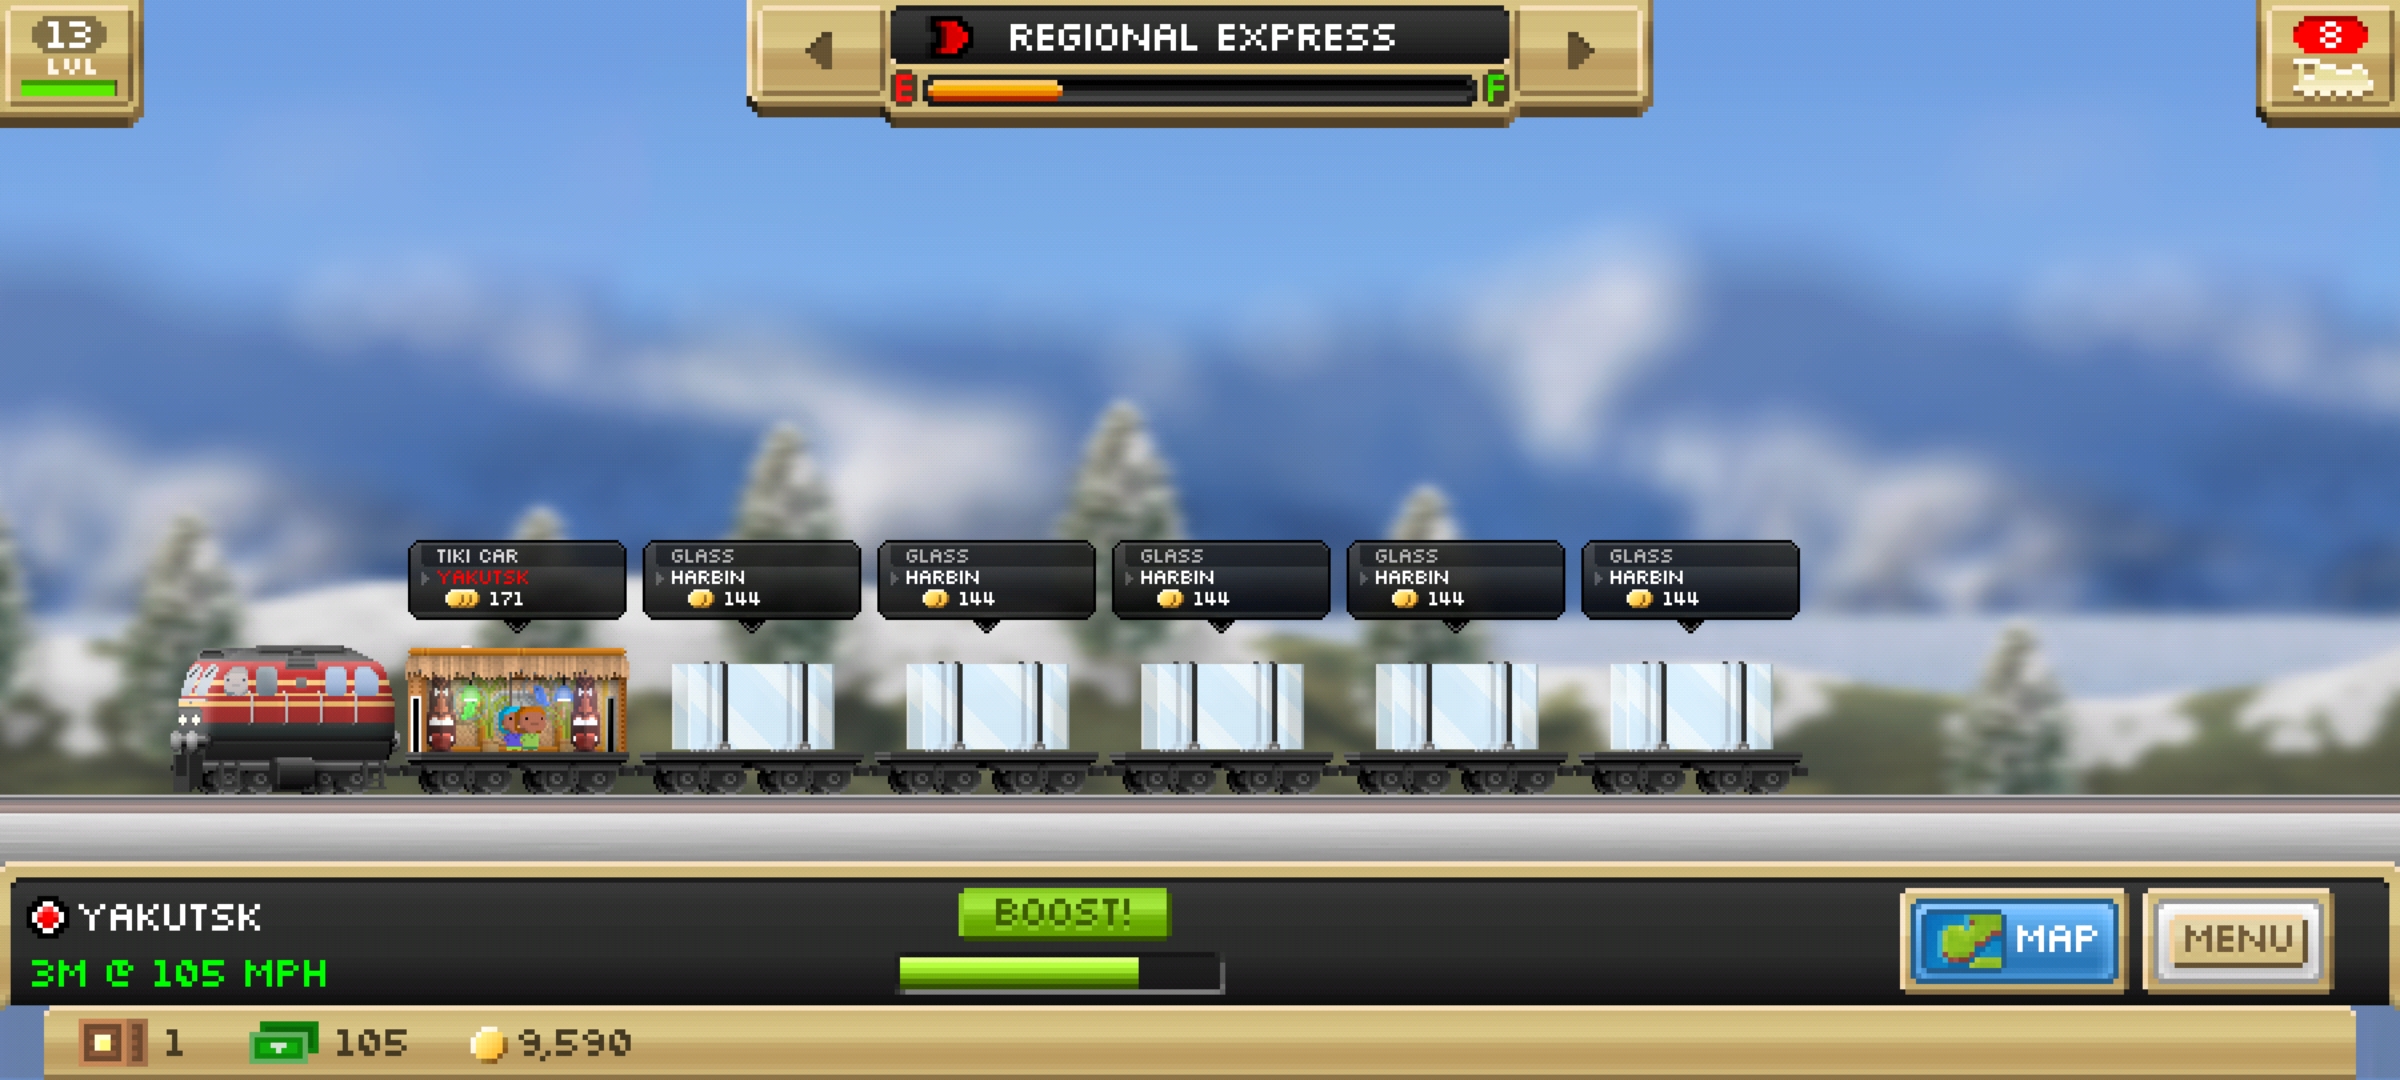 13
LVL
REGIONAL EXPRESS
E F
8
TIKI CAR
YAKUTSK
171
GLASS
HARBIN
144
GLASS
HARBIN
144
GLASS
HARBIN
144
GLASS
HARBIN
144
GLASS
HARBIN
144
YAKUTSK
3M @ 105 MPH
BOOST!
MAP
MENU
1
105
9,590